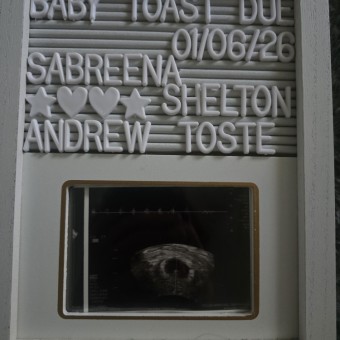 BABY TOAST DUE
01/06/26
SABREENA
★♥♥★ SHELTON
ANDREW TOSTE